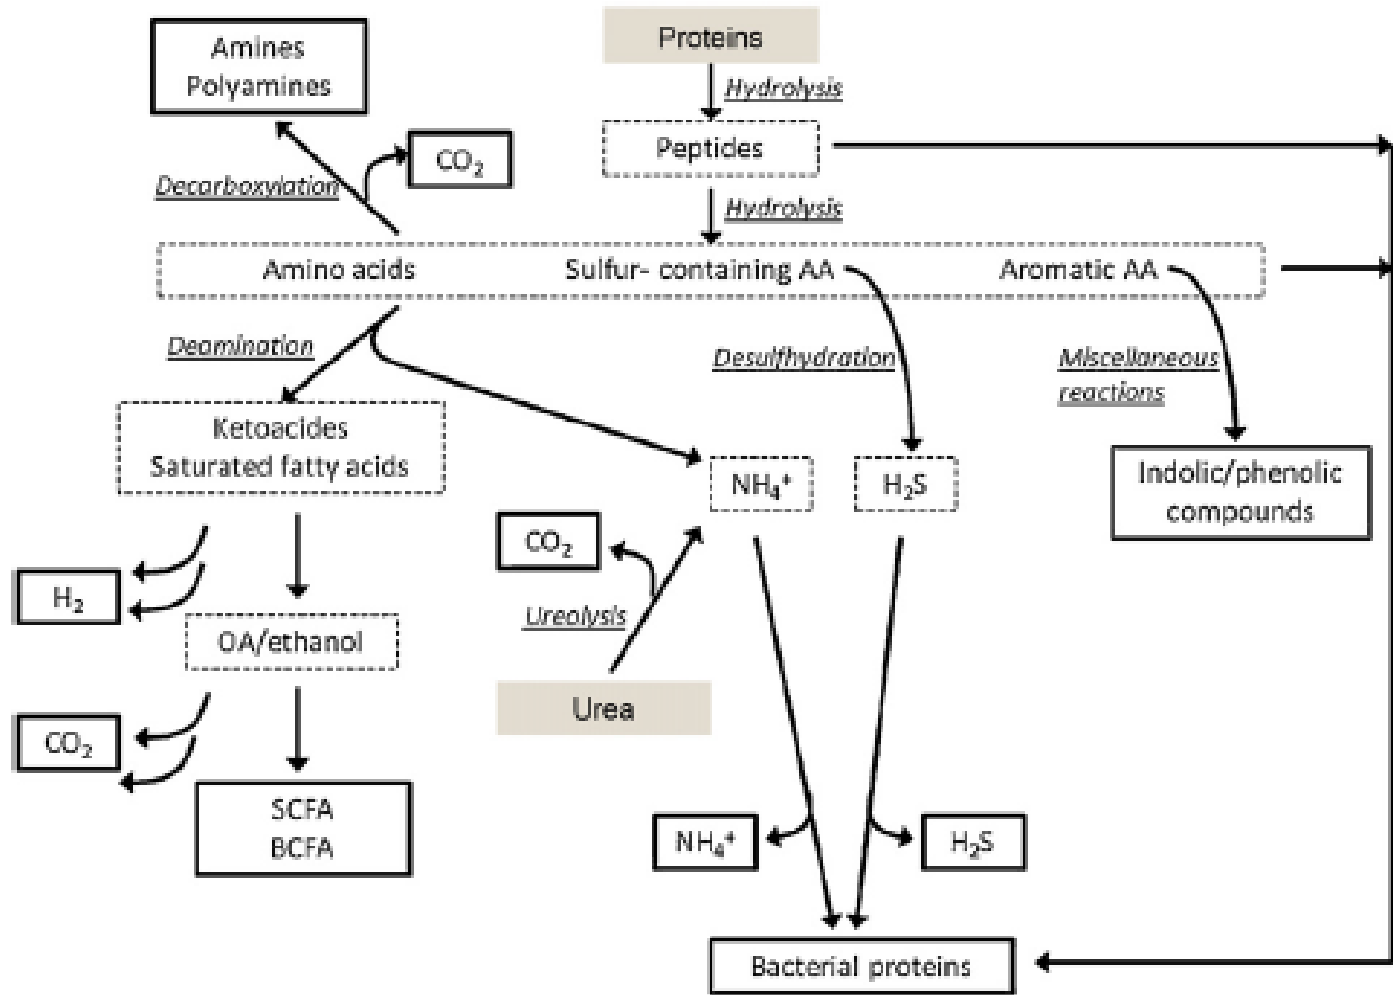 Proteins
Amines
Polyamines
Hydrolysis
CO₂
Peptides
Decarboxylation
Hydrolysis
Amino acids
Sulfur- containing AA
Aromatic AA
Deamination
Desulfhydration
Miscellaneous
reactions
Ketoacides
Saturated fatty acids
NH₄⁺
H₂S
Indolic/phenolic
compounds
CO₂
H₂
Ureolysis
OA/ethanol
Urea
CO₂
SCFA
BCFA
NH₄⁺
H₂S
Bacterial proteins